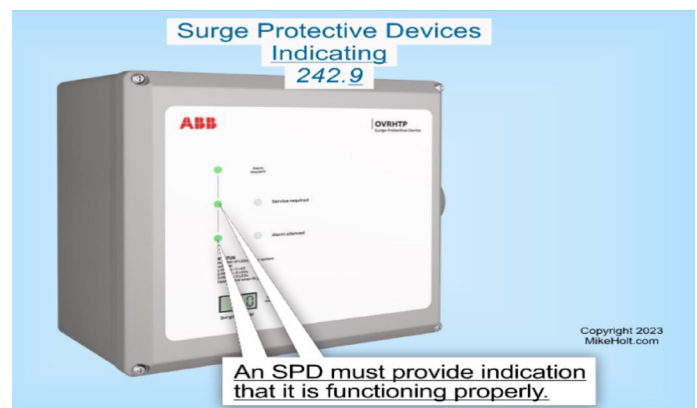 Surge Protective Devices
Indicating
242.9
ABB
OVRHTP
Surge Protective Device
Alarm
Service required
Alarm silenced
Copyright 2023
MikeHolt.com
An SPD must provide indication
that it is functioning properly.